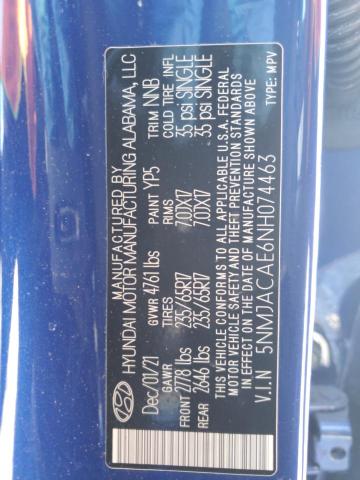 MANUFACTURED BY
HYUNDAI MOTOR MANUFACTURING ALABAMA, LLC
Dec/01/21 PAINT YP5 TRIM NNB
GVWR 4761 lbs
GAWR TIRES COLD TIRE INFL
FRONT 2778 lbs 235/65R17 7.0JX17 35 psi SINGLE
REAR 2646 lbs 235/65R17 7.0JX17 35 psi SINGLE
THIS VEHICLE CONFORMS TO ALL APPLICABLE U.S.A. FEDERAL
MOTOR VEHICLE SAFETY, BUMPER, AND THEFT PREVENTION STANDARDS
IN EFFECT ON THE DATE OF MANUFACTURE SHOWN ABOVE.
V.I.N 5NMJACAE6NH074463 TYPE: MPV